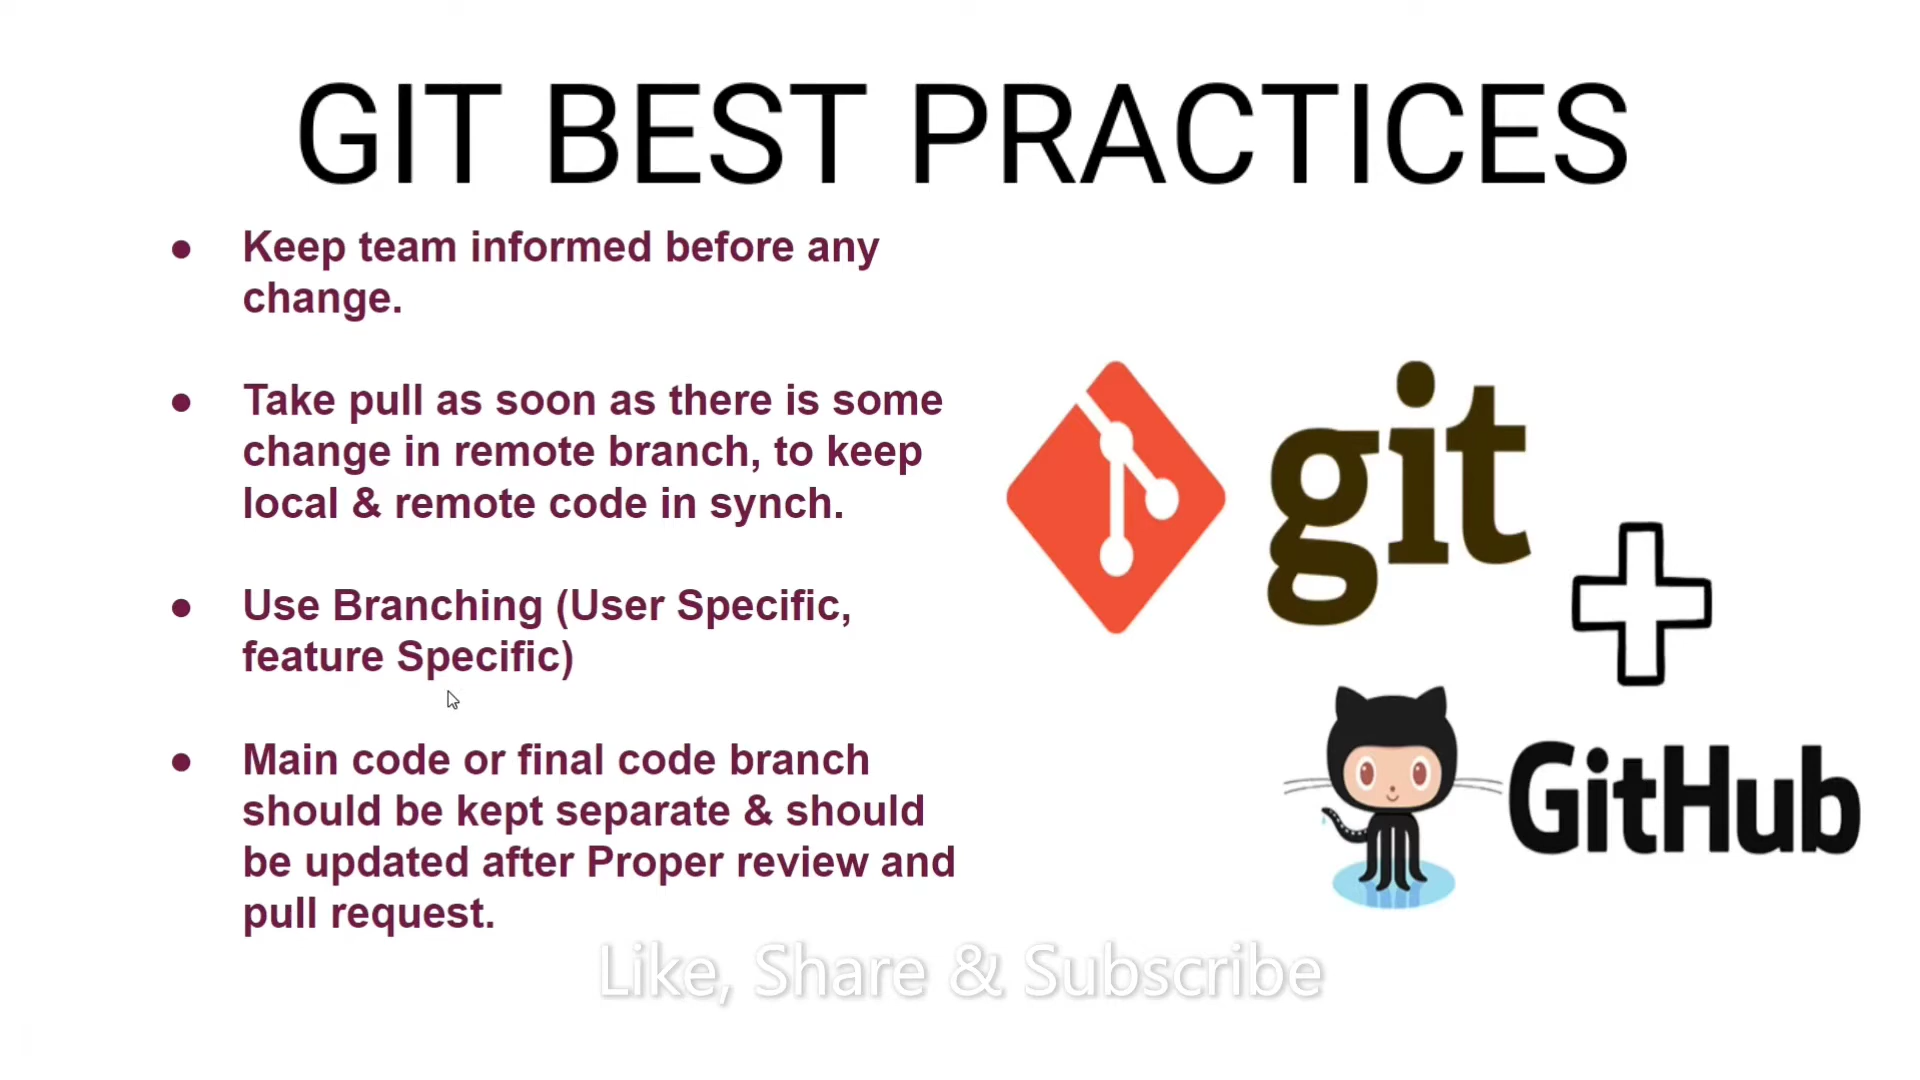 GIT BEST PRACTICES
● Keep team informed before any
change.
● Take pull as soon as there is some
change in remote branch, to keep
local & remote code in synch.
● Use Branching (User Specific,
feature Specific)
● Main code or final code branch
should be kept separate & should
be updated after Proper review and
pull request.
git
GitHub
Like, Share & Subscribe